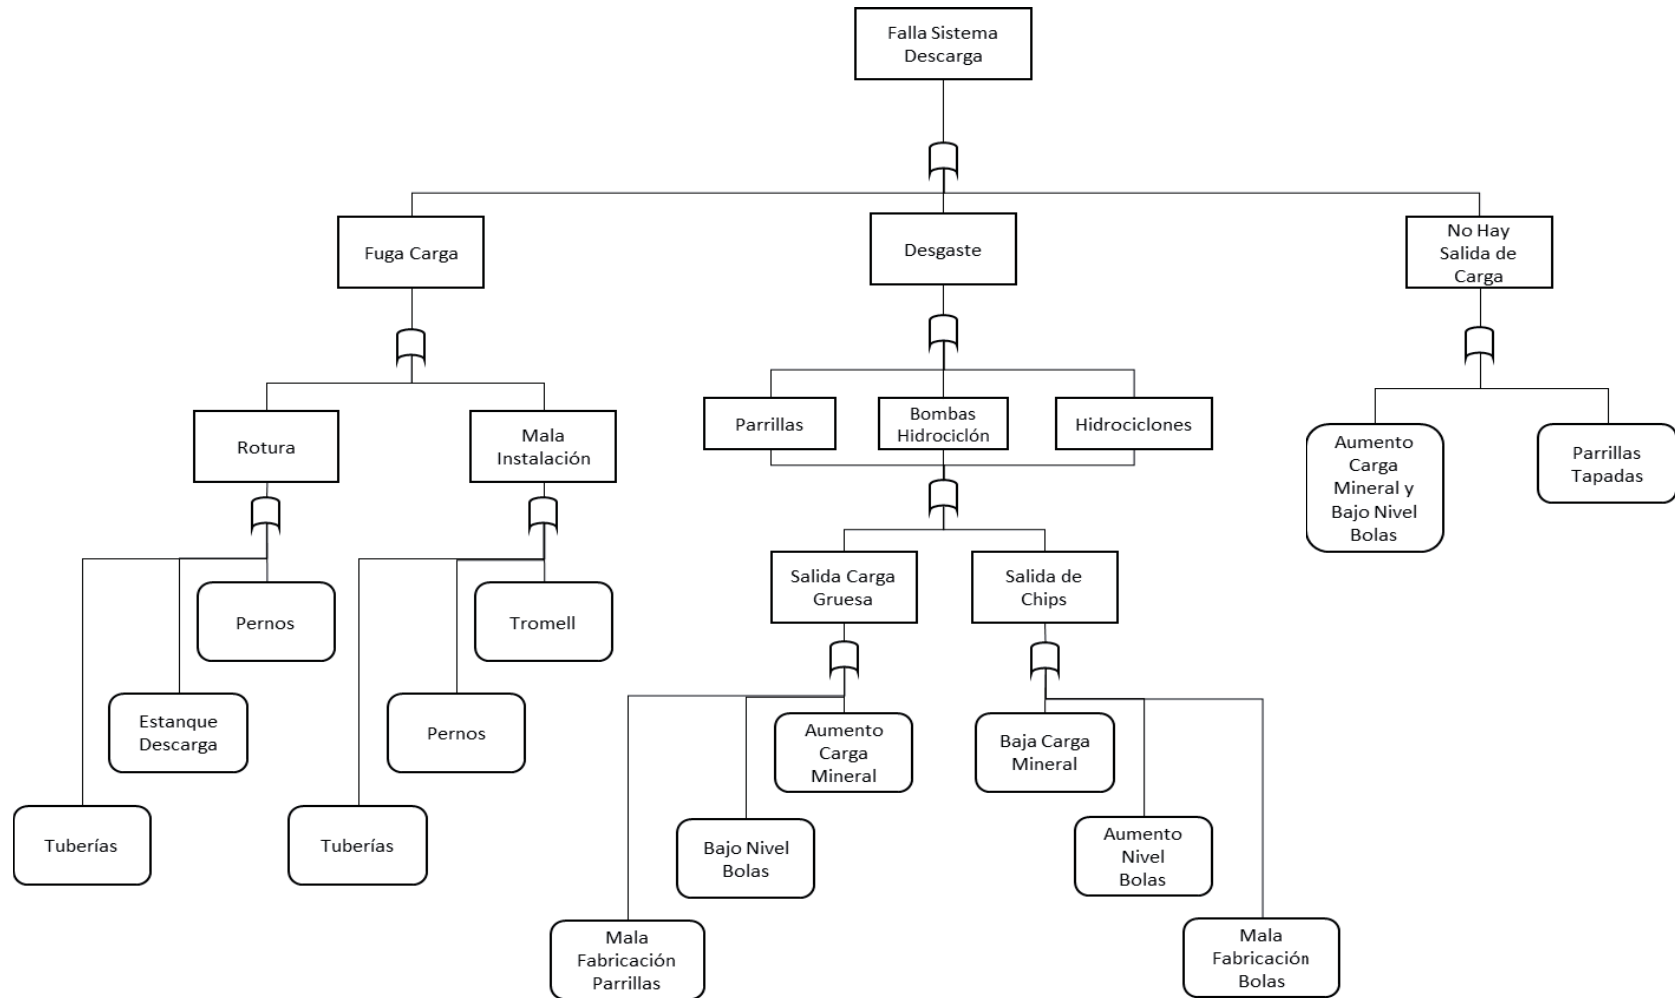 Falla Sistema
Descarga
Fuga Carga
Desgaste
No Hay
Salida de
Carga
Rotura
Mala
Instalación
Parrillas
Bombas
Hidrociclón
Hidrociclones
Aumento
Carga
Mineral y
Bajo Nivel
Bolas
Parrillas
Tapadas
Pernos
Tromell
Salida Carga
Gruesa
Salida de
Chips
Estanque
Descarga
Pernos
Aumento
Carga
Mineral
Baja Carga
Mineral
Tuberías
Tuberías
Bajo Nivel
Bolas
Aumento
Nivel
Bolas
Mala
Fabricación
Parrillas
Mala
Fabricación
Bolas